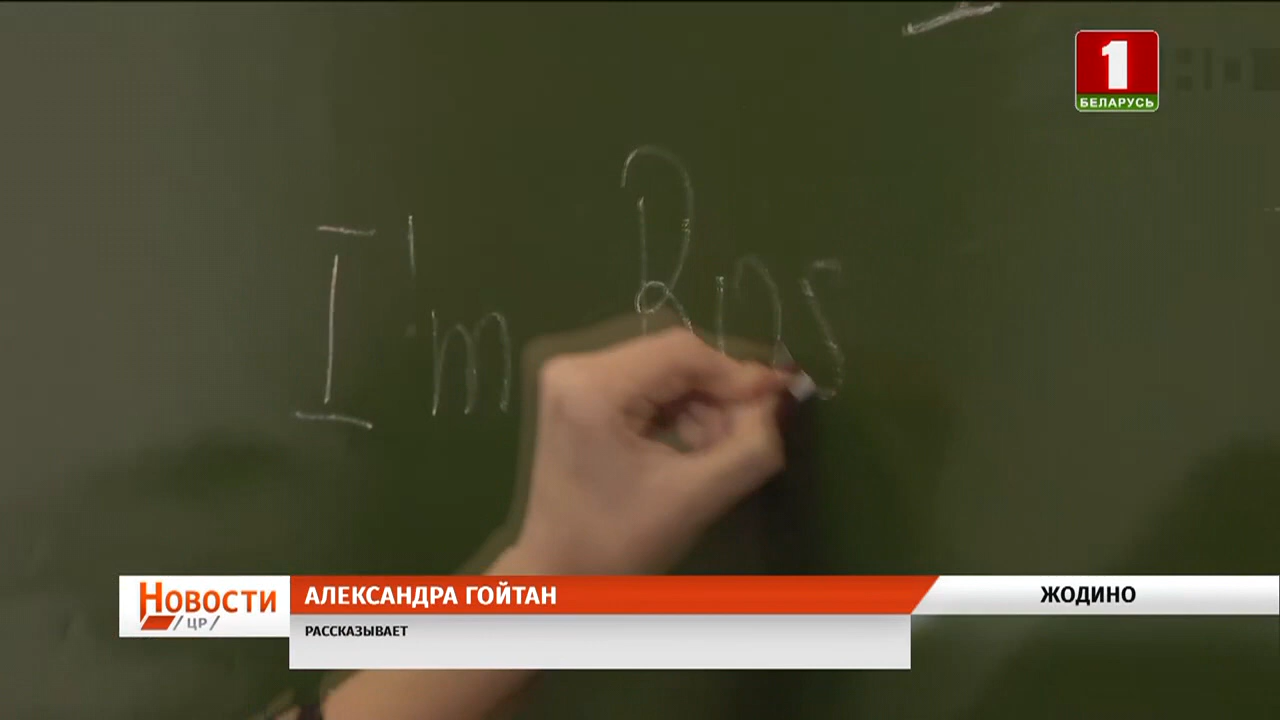 1
БЕЛАРУСЬ
I'm
НОВОСТИ
/ЦР/
АЛЕКСАНДРА ГОЙТАН
ЖОДИНО
РАССКАЗЫВАЕТ